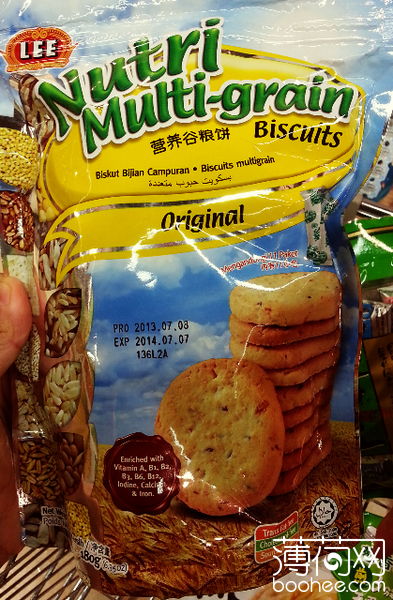 LEE
Nutri
Multi-grain
营养谷粮饼 Biscuits
Biskut Bijian Campuran • Biscuits multigrain
بسكويت حبوب متعددة
Original
PRO 2013.07.08
EXP 2014.07.07
136L2A
Enriched with
Vitamin A, B1, B2,
B3, B6, B12,
Iodine, Calcium
& Iron.
180g
薄荷网
boohee.com